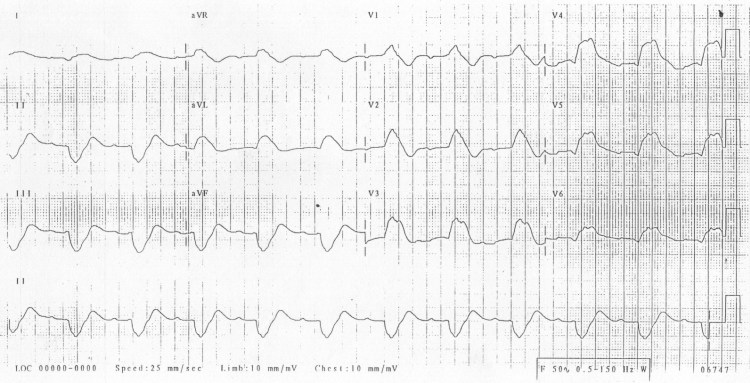 I aVR V1 V4
II aVL V2 V5
III aVF V3 V6
II
LOC 00000-0000 Speed:25 mm/sec Limb:10 mm/mV Chest:10 mm/mV F 50% 0.5-150 Hz W 06747